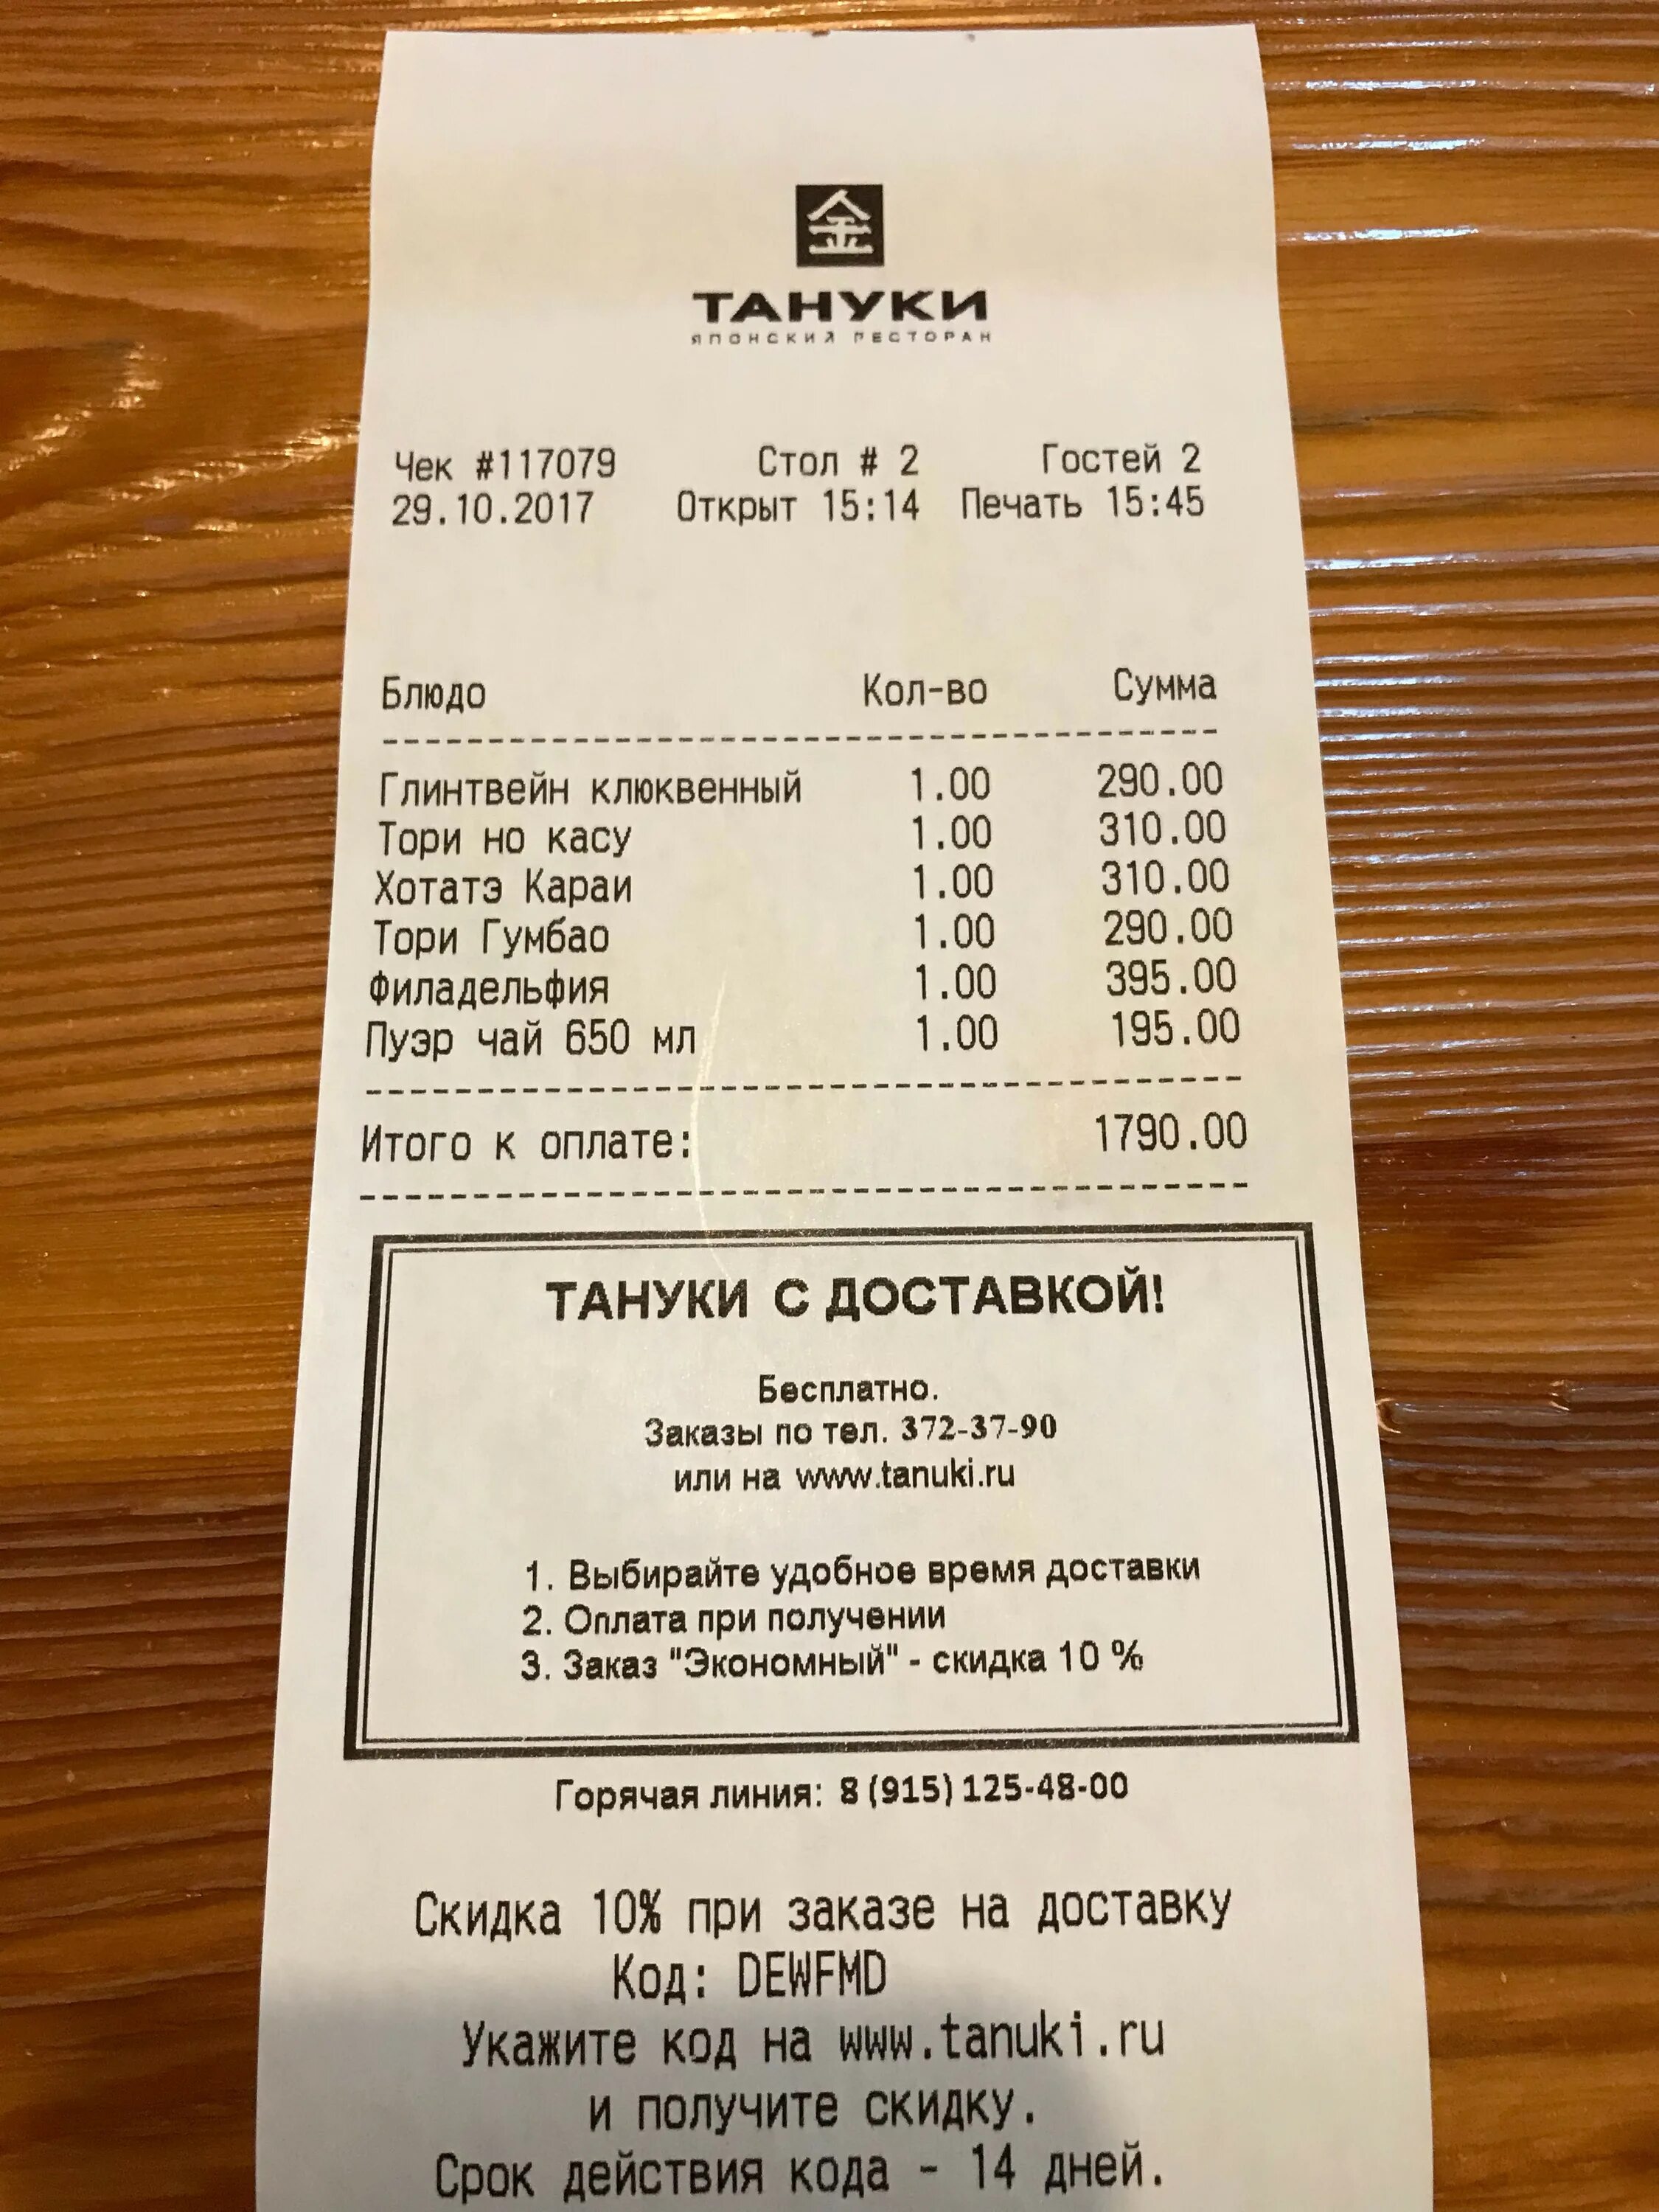 金
ТАНУКИ
ЯПОНСКИЙ РЕСТОРАН
Чек #117079 Стол # 2 Гостей 2
29.10.2017 Открыт 15:14 Печать 15:45
Блюдо Кол-во Сумма
Глинтвейн клюквенный 1.00 290.00
Тори но касу 1.00 310.00
Хотатэ Караи 1.00 310.00
Тори Гумбао 1.00 290.00
Филадельфия 1.00 395.00
Пуэр чай 650 мл 1.00 195.00
Итого к оплате: 1790.00
ТАНУКИ С ДОСТАВКОЙ!
Бесплатно.
Заказы по тел. 372-37-90
или на www.tanuki.ru
1. Выбирайте удобное время доставки
2. Оплата при получении
3. Заказ "Экономный" - скидка 10 %
Горячая линия: 8 (915) 125-48-00
Скидка 10% при заказе на доставку
Код: DEWFMD
Укажите код на www.tanuki.ru
и получите скидку.
Срок действия кода - 14 дней.